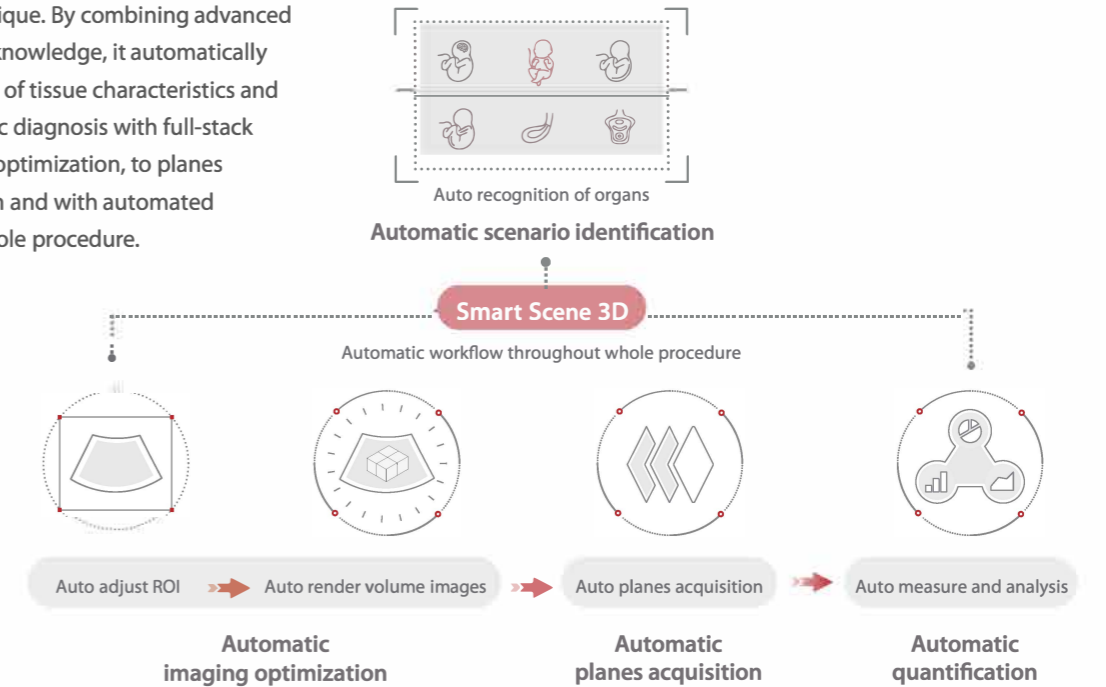 ique. By combining advanced
knowledge, it automatically
of tissue characteristics and
c diagnosis with full-stack
optimization, to planes
n and with automated
ole procedure.
Auto recognition of organs
Automatic scenario identification
Smart Scene 3D
Automatic workflow throughout whole procedure
Auto adjust ROI
Auto render volume images
Auto planes acquisition
Auto measure and analysis
Automatic
imaging optimization
Automatic
planes acquisition
Automatic
quantification